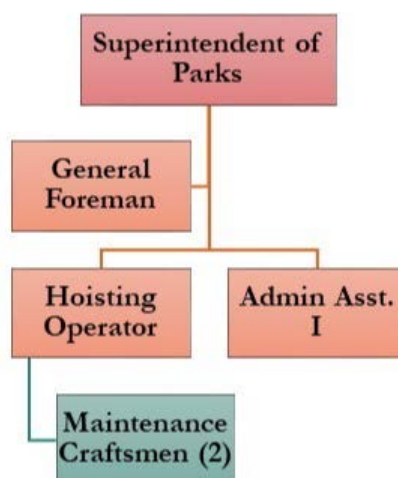 Superintendent of
Parks
General
Foreman
Hoisting
Operator
Admin Asst.
I
Maintenance
Craftsmen (2)